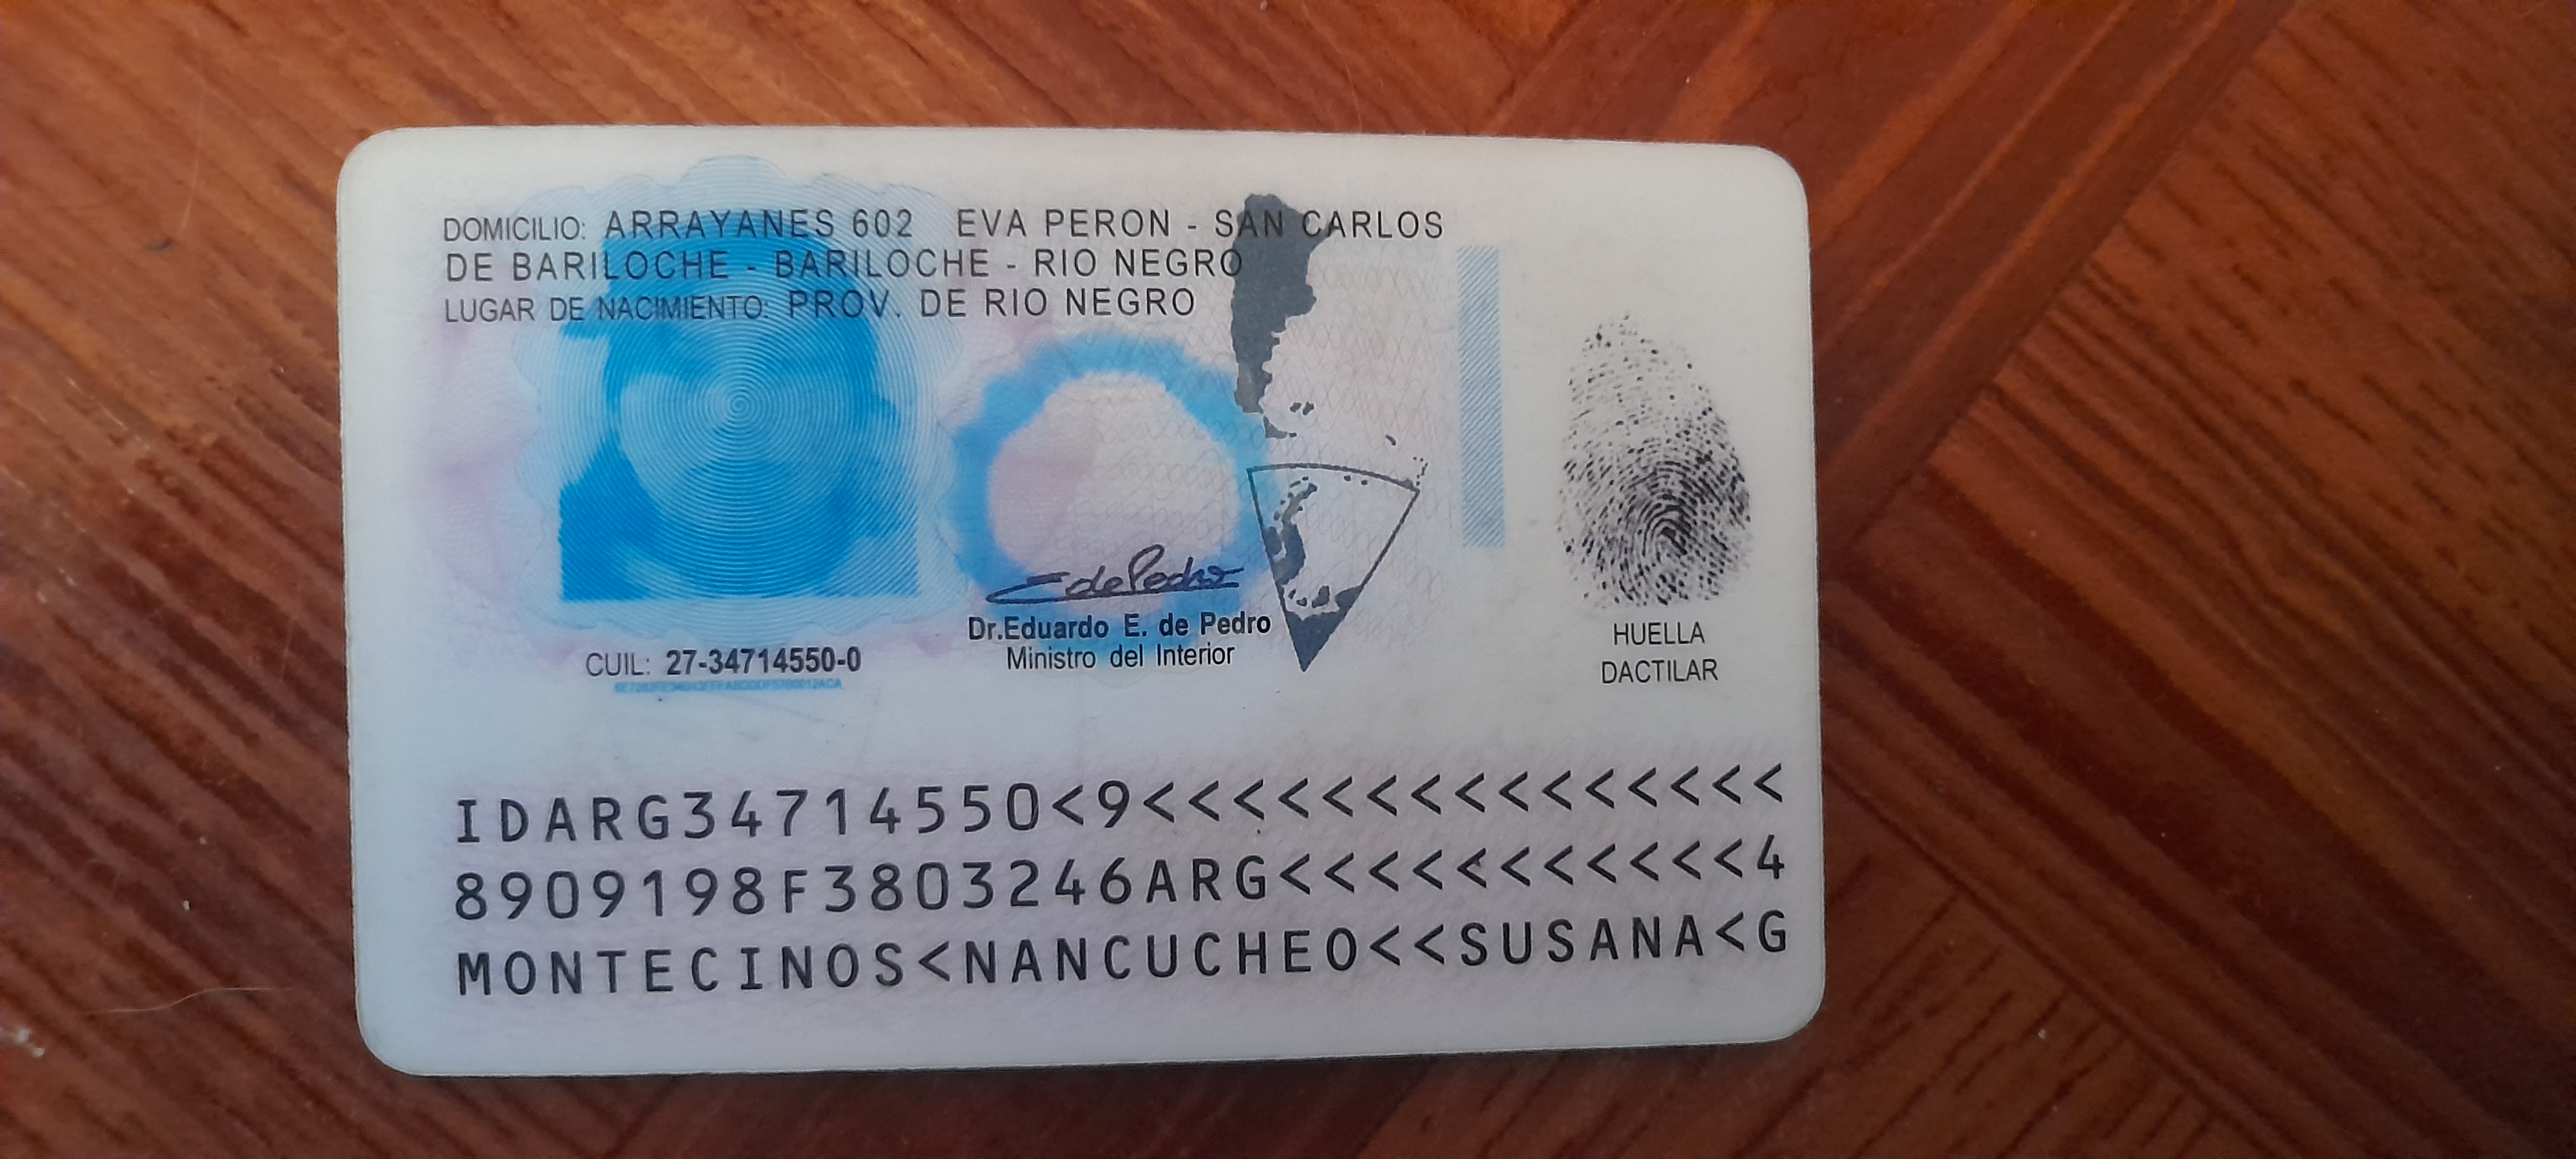 DOMICILIO: ARRAYANES 602 EVA PERON - SAN CARLOS
DE BARILOCHE - BARILOCHE - RIO NEGRO
LUGAR DE NACIMIENTO: PROV. DE RIO NEGRO
Dr.Eduardo E. de Pedro
Ministro del Interior
CUIL: 27-34714550-0
HUELLA
DACTILAR
IDARG34714550<9<<<<<<<<<<<<<<<
8909198F3803246ARG<<<<<<<<<<<4
MONTECINOS<NANCUCHEO<<SUSANA<G